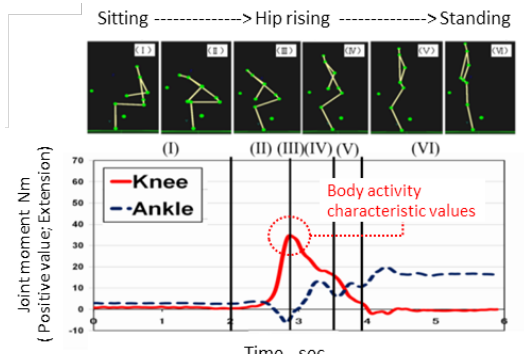 Sitting --------------> Hip rising --------------> Standing
(I) (II) (III) (IV) (V) (VI)
(I) (II) (III)(IV) (V) (VI)
Joint moment Nm
( Positive value; Extension)
70
60
50
40
30
20
10
0
-10
Knee
Ankle
Body activity
characteristic values
0 1 2 3 4 5 6
Time sec